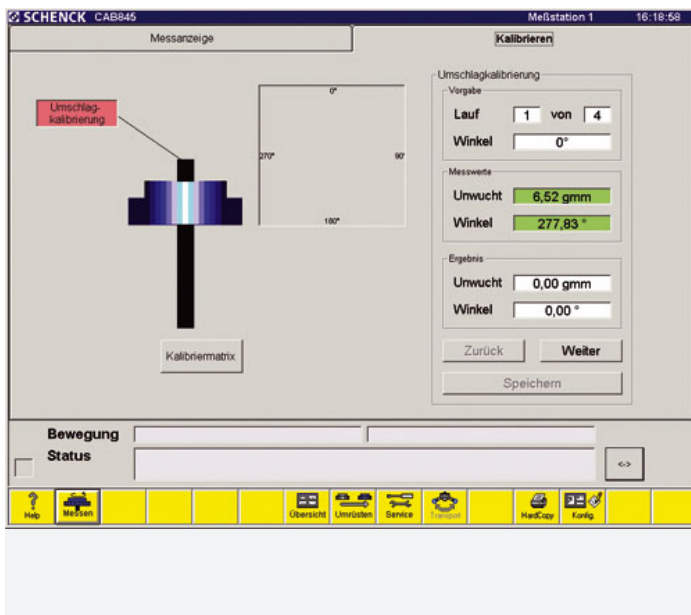 SCHENCK CAB845 Meßstation 1 16:18:58
Messanzeige Kalibrieren
Umschlag-
kalibrierung
0°
270°
90°
180°
Kalibriermatrix
Umschlagkalibrierung
Vorgabe
Lauf 1 von 4
Winkel 0°
Messwerte
Unwucht 6,52 gmm
Winkel 277,83 °
Ergebnis
Unwucht 0,00 gmm
Winkel 0,00 °
Zurück Weiter
Speichern
Bewegung
Status
<->
Help Messen Übersicht Umrüsten Service Transport HardCopy Konfig.